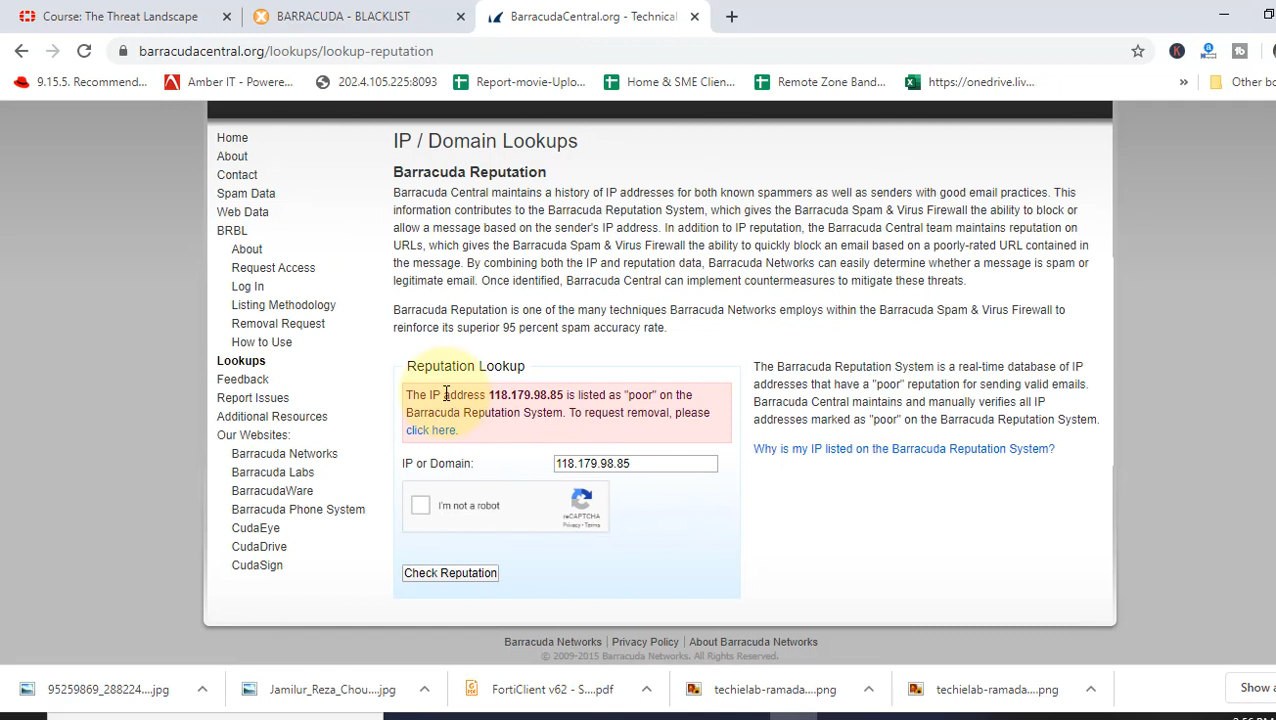 Course: The Threat Landscape
BARRACUDA - BLACKLIST
BarracudaCentral.org - Technical
barracudacentral.org/lookups/lookup-reputation
9.15.5. Recommend...
Amber IT - Powere...
202.4.105.225:8093
Report-movie-Uplo...
Home & SME Clien...
Remote Zone Band...
https://onedrive.liv...
Other bo
Home
About
Contact
Spam Data
Web Data
BRBL
About
Request Access
Log In
Listing Methodology
Removal Request
How to Use
Lookups
Feedback
Report Issues
Additional Resources
Our Websites:
Barracuda Networks
Barracuda Labs
BarracudaWare
Barracuda Phone System
CudaEye
CudaDrive
CudaSign
IP / Domain Lookups
Barracuda Reputation
Barracuda Central maintains a history of IP addresses for both known spammers as well as senders with good email practices. This
information contributes to the Barracuda Reputation System, which gives the Barracuda Spam & Virus Firewall the ability to block or
allow a message based on the sender's IP address. In addition to IP reputation, the Barracuda Central team maintains reputation on
URLs, which gives the Barracuda Spam & Virus Firewall the ability to quickly block an email based on a poorly-rated URL contained in
the message. By combining both the IP and reputation data, Barracuda Networks can easily determine whether a message is spam or
legitimate email. Once identified, Barracuda Central can implement countermeasures to mitigate these threats.
Barracuda Reputation is one of the many techniques Barracuda Networks employs within the Barracuda Spam & Virus Firewall to
reinforce its superior 95 percent spam accuracy rate.
Reputation Lookup
The IP address 118.179.98.85 is listed as "poor" on the
Barracuda Reputation System. To request removal, please
click here.
IP or Domain:
118.179.98.85
I'm not a robot
reCAPTCHA
Privacy - Terms
Check Reputation
The Barracuda Reputation System is a real-time database of IP
addresses that have a "poor" reputation for sending valid emails.
Barracuda Central maintains and manually verifies all IP
addresses marked as "poor" on the Barracuda Reputation System.
Why is my IP listed on the Barracuda Reputation System?
Barracuda Networks | Privacy Policy | About Barracuda Networks
© 2009-2015 Barracuda Networks. All Rights Reserved.
95259869_288224....jpg
Jamilur_Reza_Chou....jpg
FortiClient v62 - S....pdf
techielab-ramada....png
techielab-ramada....png
Show a